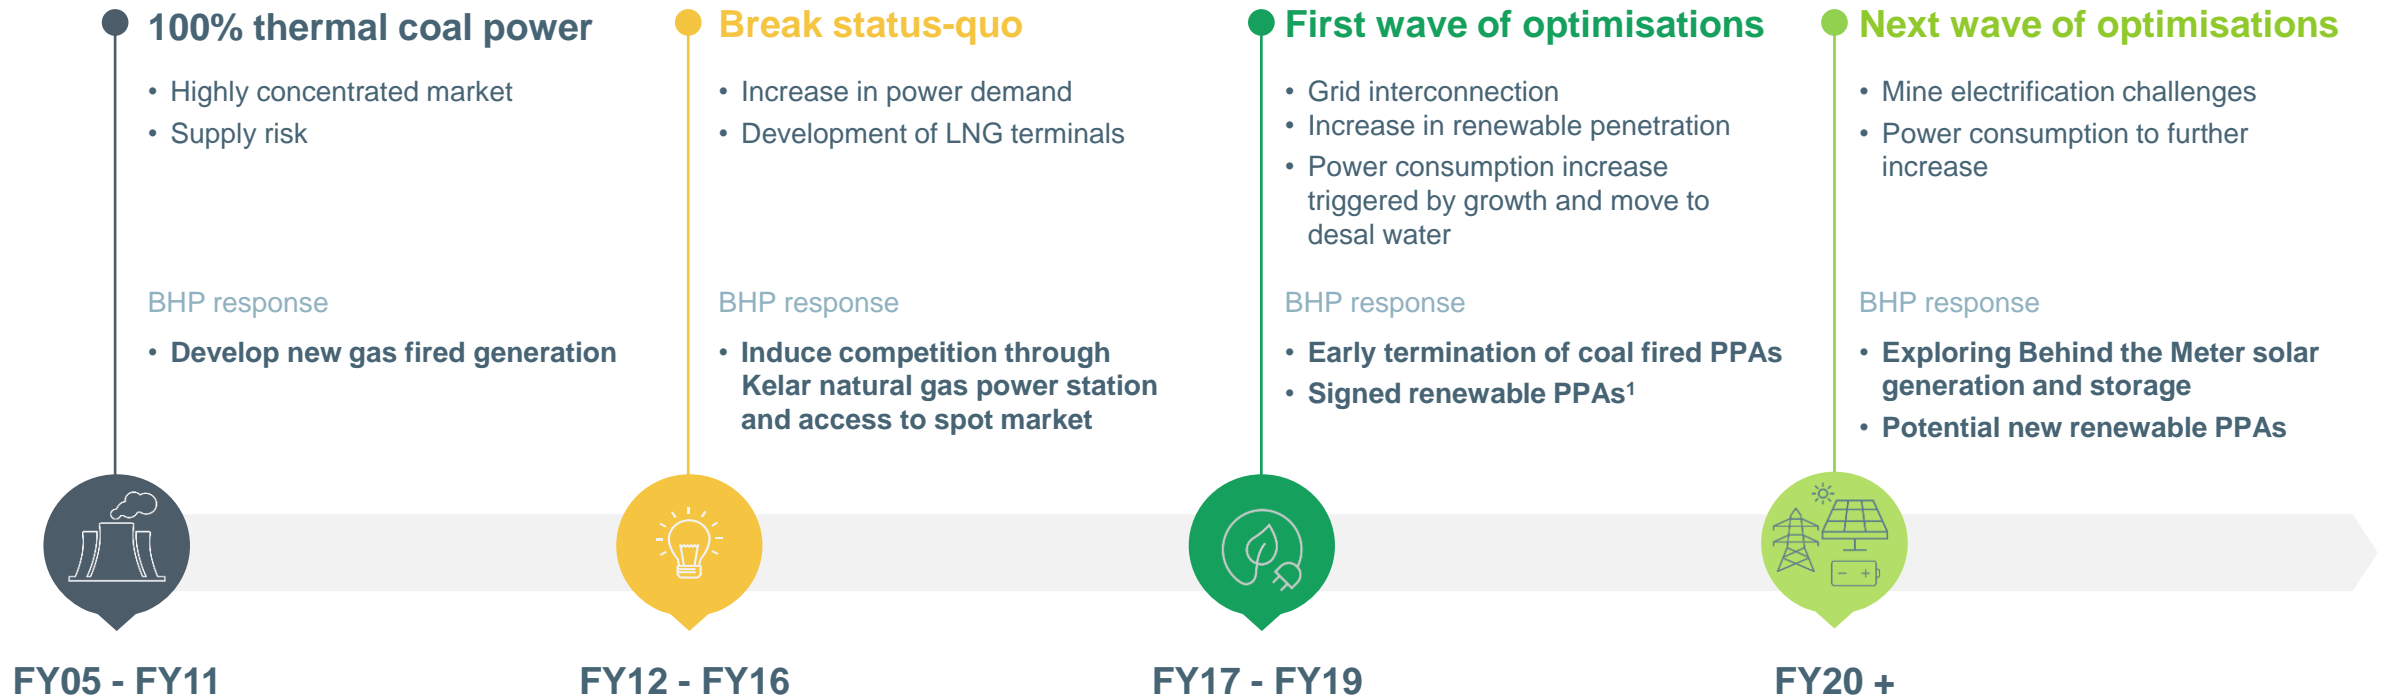 100% thermal coal power
• Highly concentrated market
• Supply risk
BHP response
• Develop new gas fired generation
FY05 - FY11
Break status-quo
• Increase in power demand
• Development of LNG terminals
BHP response
• Induce competition through
Kelar natural gas power station
and access to spot market
FY12 - FY16
First wave of optimisations
• Grid interconnection
• Increase in renewable penetration
• Power consumption increase
triggered by growth and move to
desal water
BHP response
• Early termination of coal fired PPAs
• Signed renewable PPAs¹
FY17 - FY19
Next wave of optimisations
• Mine electrification challenges
• Power consumption to further
increase
BHP response
• Exploring Behind the Meter solar
generation and storage
• Potential new renewable PPAs
FY20 +